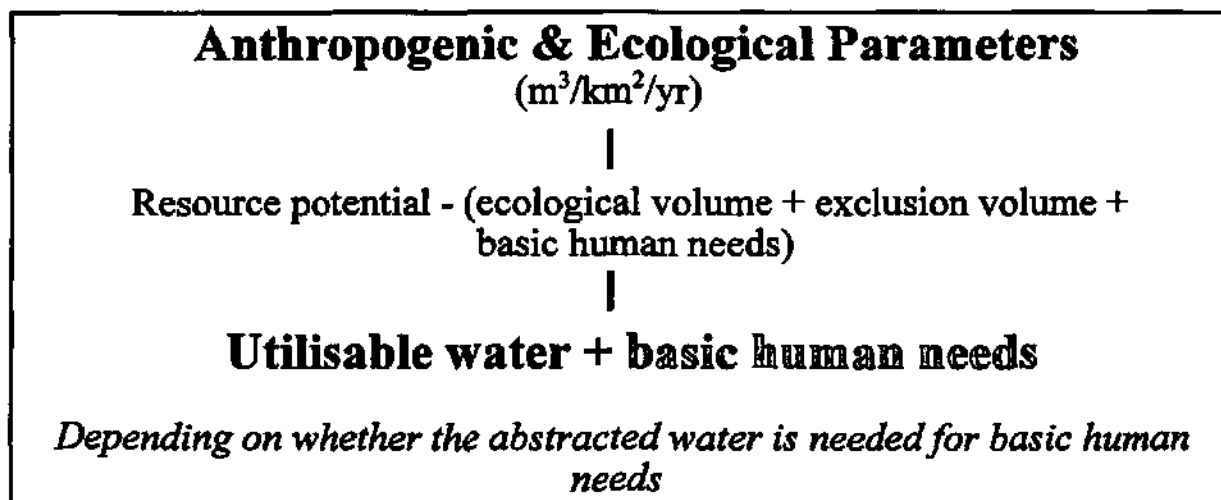 Anthropogenic & Ecological Parameters
(m³/km²/yr)
Resource potential - (ecological volume + exclusion volume +
basic human needs)
Utilisable water + basic human needs
Depending on whether the abstracted water is needed for basic human
needs